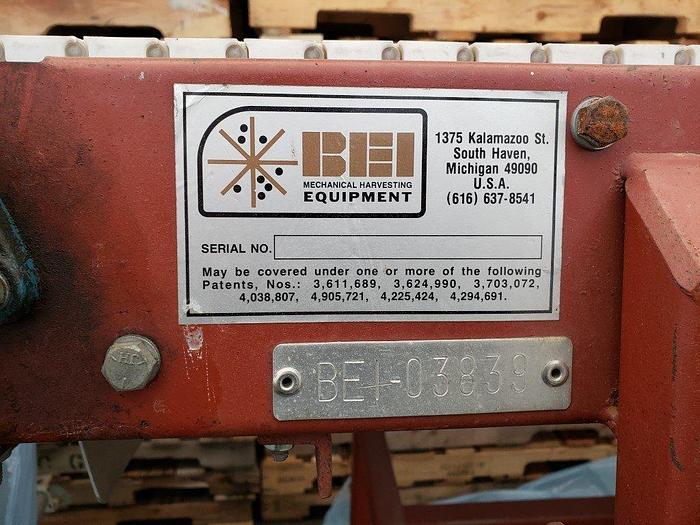 BEI
MECHANICAL HARVESTING
EQUIPMENT
1375 Kalamazoo St.
South Haven,
Michigan 49090
U.S.A.
(616) 637-8541
SERIAL NO.
May be covered under one or more of the following
Patents, Nos.: 3,611,689, 3,624,990, 3,703,072,
4,038,807, 4,905,721, 4,225,424, 4,294,691.
BEI-03839